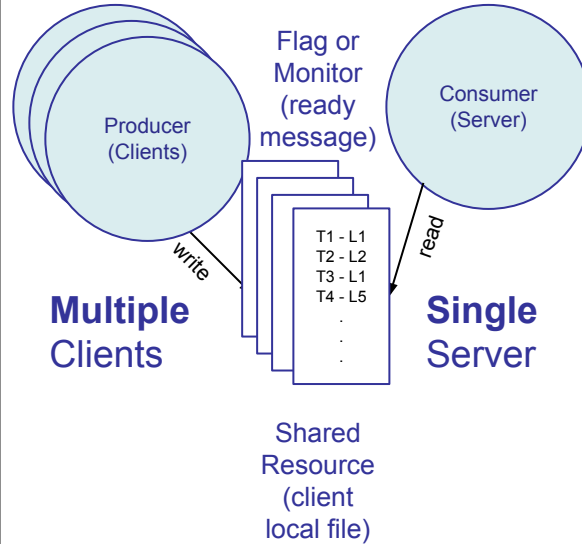 Flag or
Monitor
(ready
message)
Producer
(Clients)
Consumer
(Server)
write
read
T1 - L1
T2 - L2
T3 - L1
T4 - L5
.
.
.
Multiple
Clients
Single
Server
Shared
Resource
(client
local file)